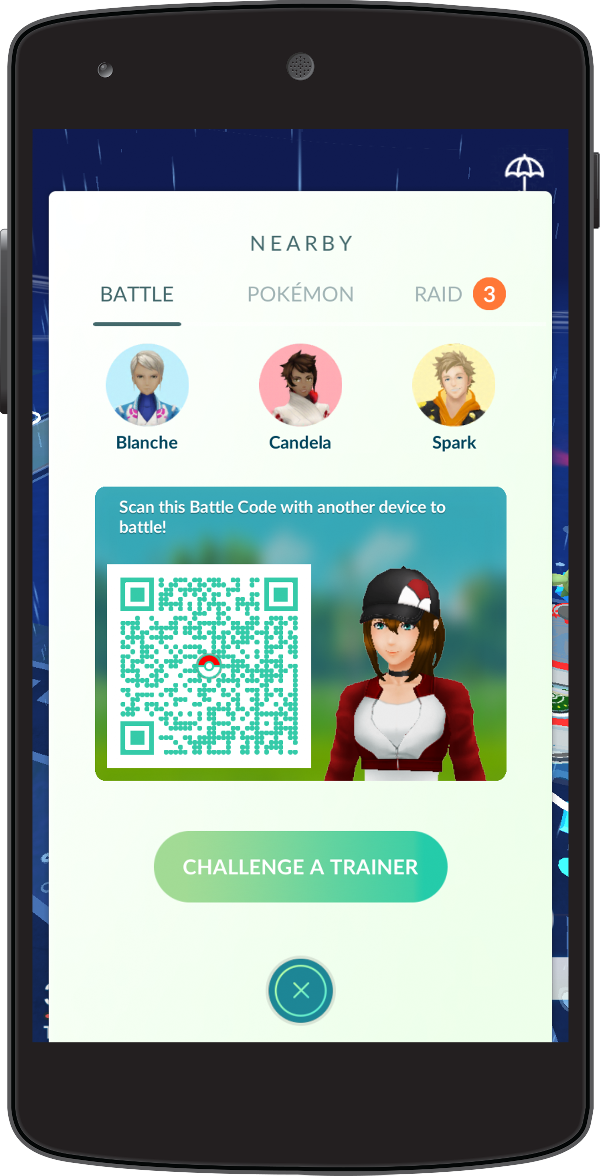 NEARBY
BATTLE
POKÉMON
RAID 3
Blanche
Candela
Spark
Scan this Battle Code with another device to
battle!
CHALLENGE A TRAINER